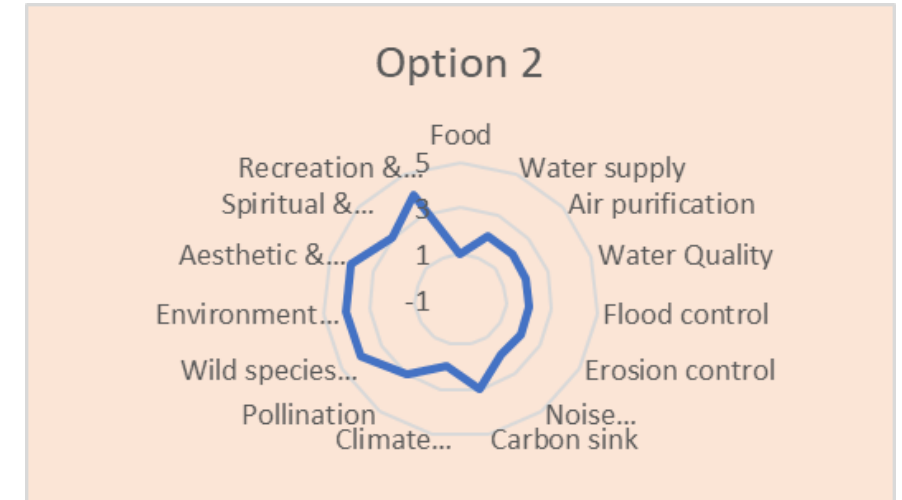 Option 2
Food
Recreation &...
5
Water supply
Spiritual &...
3
Air purification
Aesthetic &...
1
Water Quality
Environment...
-1
Flood control
Wild species...
Erosion control
Pollination
Noise...
Climate...
Carbon sink